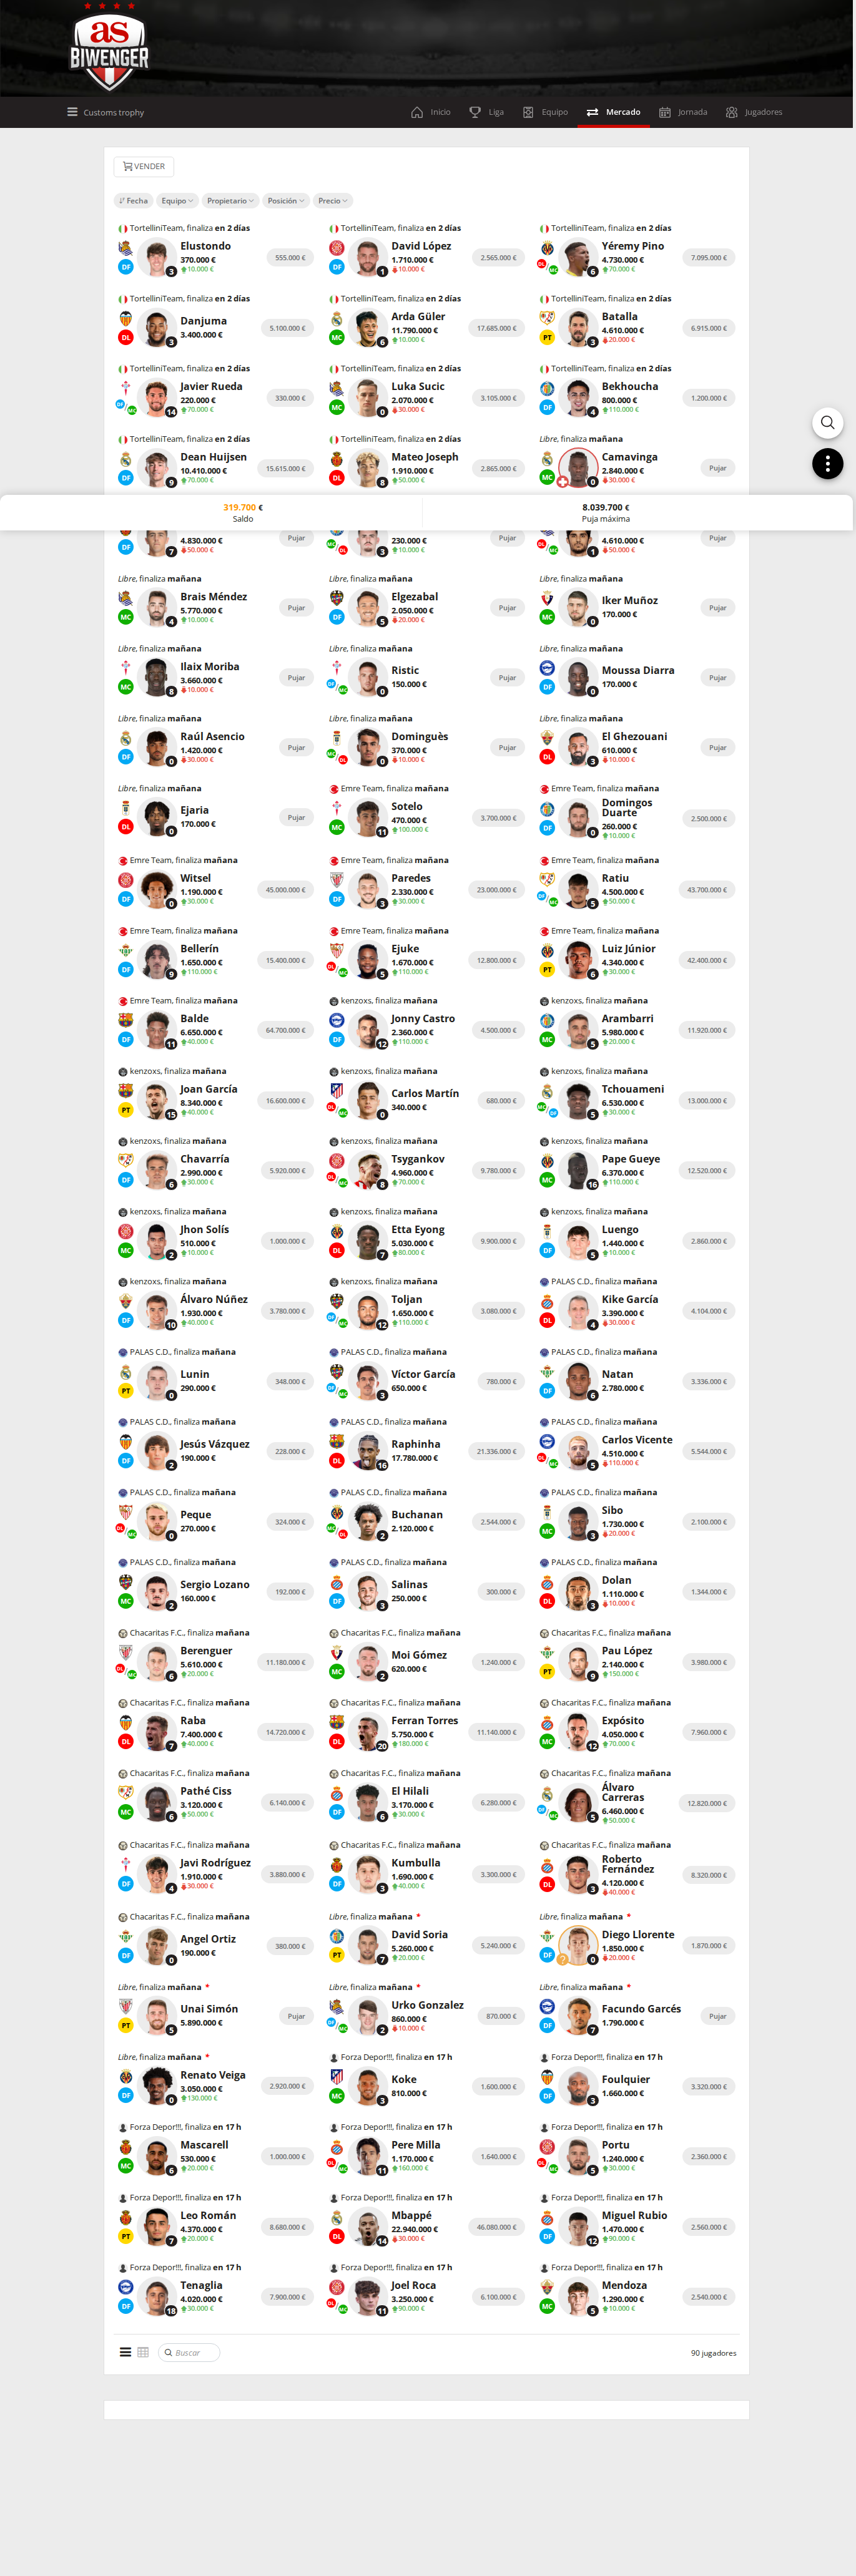 as
BIWENGER
Customs trophy
Inicio
Liga
Equipo
Mercado
Jornada
Jugadores
VENDER
Fecha
Equipo
Propietario
Posición
Precio
TortelliniTeam, finaliza en 2 días
DF
3
Elustondo
370.000 €
10.000 €
555.000 €
TortelliniTeam, finaliza en 2 días
DF
1
David López
1.710.000 €
10.000 €
2.565.000 €
TortelliniTeam, finaliza en 2 días
DL
MC
6
Yéremy Pino
4.730.000 €
70.000 €
7.095.000 €
TortelliniTeam, finaliza en 2 días
DL
3
Danjuma
3.400.000 €
5.100.000 €
TortelliniTeam, finaliza en 2 días
MC
6
Arda Güler
11.790.000 €
10.000 €
17.685.000 €
TortelliniTeam, finaliza en 2 días
PT
3
Batalla
4.610.000 €
20.000 €
6.915.000 €
TortelliniTeam, finaliza en 2 días
DF
MC
14
Javier Rueda
220.000 €
70.000 €
330.000 €
TortelliniTeam, finaliza en 2 días
MC
0
Luka Sucic
2.070.000 €
30.000 €
3.105.000 €
TortelliniTeam, finaliza en 2 días
DF
4
Bekhoucha
800.000 €
110.000 €
1.200.000 €
TortelliniTeam, finaliza en 2 días
DF
9
Dean Huijsen
10.410.000 €
70.000 €
15.615.000 €
TortelliniTeam, finaliza en 2 días
DL
8
Mateo Joseph
1.910.000 €
50.000 €
2.865.000 €
Libre, finaliza mañana
MC
0
Camavinga
2.840.000 €
30.000 €
Pujar
319.700 €
Saldo
8.039.700 €
Puja máxima
DF
7
4.830.000 €
50.000 €
Pujar
MC
DL
3
230.000 €
10.000 €
Pujar
DL
MC
1
4.610.000 €
50.000 €
Pujar
Libre, finaliza mañana
MC
4
Brais Méndez
5.770.000 €
10.000 €
Pujar
Libre, finaliza mañana
DF
5
Elgezabal
2.050.000 €
20.000 €
Pujar
Libre, finaliza mañana
MC
0
Iker Muñoz
170.000 €
Pujar
Libre, finaliza mañana
MC
8
Ilaix Moriba
3.660.000 €
10.000 €
Pujar
Libre, finaliza mañana
DF
MC
0
Ristic
150.000 €
Pujar
Libre, finaliza mañana
DF
0
Moussa Diarra
170.000 €
Pujar
Libre, finaliza mañana
DF
0
Raúl Asencio
1.420.000 €
30.000 €
Pujar
Libre, finaliza mañana
MC
DL
0
Dominguès
370.000 €
10.000 €
Pujar
Libre, finaliza mañana
DL
3
El Ghezouani
610.000 €
10.000 €
Pujar
Libre, finaliza mañana
DL
0
Ejaria
170.000 €
Pujar
Emre Team, finaliza mañana
MC
11
Sotelo
470.000 €
100.000 €
3.700.000 €
Emre Team, finaliza mañana
DF
0
Domingos
Duarte
260.000 €
10.000 €
2.500.000 €
Emre Team, finaliza mañana
DF
0
Witsel
1.190.000 €
30.000 €
45.000.000 €
Emre Team, finaliza mañana
DF
3
Paredes
2.330.000 €
30.000 €
23.000.000 €
Emre Team, finaliza mañana
DF
MC
5
Ratiu
4.500.000 €
50.000 €
43.700.000 €
Emre Team, finaliza mañana
DF
9
Bellerín
1.650.000 €
110.000 €
15.400.000 €
Emre Team, finaliza mañana
DL
MC
5
Ejuke
1.670.000 €
110.000 €
12.800.000 €
Emre Team, finaliza mañana
PT
6
Luiz Júnior
4.340.000 €
30.000 €
42.400.000 €
Emre Team, finaliza mañana
DF
11
Balde
6.650.000 €
40.000 €
64.700.000 €
kenzoxs, finaliza mañana
DF
12
Jonny Castro
2.360.000 €
110.000 €
4.500.000 €
kenzoxs, finaliza mañana
MC
5
Arambarri
5.980.000 €
20.000 €
11.920.000 €
kenzoxs, finaliza mañana
PT
15
Joan García
8.340.000 €
40.000 €
16.600.000 €
kenzoxs, finaliza mañana
DL
MC
0
Carlos Martín
340.000 €
680.000 €
kenzoxs, finaliza mañana
MC
DF
5
Tchouameni
6.530.000 €
30.000 €
13.000.000 €
kenzoxs, finaliza mañana
DF
6
Chavarría
2.990.000 €
30.000 €
5.920.000 €
kenzoxs, finaliza mañana
DL
MC
8
Tsygankov
4.960.000 €
70.000 €
9.780.000 €
kenzoxs, finaliza mañana
MC
16
Pape Gueye
6.370.000 €
110.000 €
12.520.000 €
kenzoxs, finaliza mañana
MC
2
Jhon Solís
510.000 €
10.000 €
1.000.000 €
kenzoxs, finaliza mañana
DL
7
Etta Eyong
5.030.000 €
80.000 €
9.900.000 €
kenzoxs, finaliza mañana
DF
5
Luengo
1.440.000 €
10.000 €
2.860.000 €
kenzoxs, finaliza mañana
DF
10
Álvaro Núñez
1.930.000 €
40.000 €
3.780.000 €
kenzoxs, finaliza mañana
DF
MC
12
Toljan
1.650.000 €
110.000 €
3.080.000 €
PALAS C.D., finaliza mañana
DL
4
Kike García
3.390.000 €
30.000 €
4.104.000 €
PALAS C.D., finaliza mañana
PT
0
Lunin
290.000 €
348.000 €
PALAS C.D., finaliza mañana
DF
MC
3
Víctor García
650.000 €
780.000 €
PALAS C.D., finaliza mañana
DF
6
Natan
2.780.000 €
3.336.000 €
PALAS C.D., finaliza mañana
DF
2
Jesús Vázquez
190.000 €
228.000 €
PALAS C.D., finaliza mañana
DL
16
Raphinha
17.780.000 €
21.336.000 €
PALAS C.D., finaliza mañana
DL
MC
5
Carlos Vicente
4.510.000 €
110.000 €
5.544.000 €
PALAS C.D., finaliza mañana
DL
MC
0
Peque
270.000 €
324.000 €
PALAS C.D., finaliza mañana
MC
DL
2
Buchanan
2.120.000 €
2.544.000 €
PALAS C.D., finaliza mañana
MC
3
Sibo
1.730.000 €
20.000 €
2.100.000 €
PALAS C.D., finaliza mañana
MC
2
Sergio Lozano
160.000 €
192.000 €
PALAS C.D., finaliza mañana
DF
3
Salinas
250.000 €
300.000 €
PALAS C.D., finaliza mañana
DL
3
Dolan
1.110.000 €
10.000 €
1.344.000 €
Chacaritas F.C., finaliza mañana
DL
MC
6
Berenguer
5.610.000 €
20.000 €
11.180.000 €
Chacaritas F.C., finaliza mañana
MC
2
Moi Gómez
620.000 €
1.240.000 €
Chacaritas F.C., finaliza mañana
PT
9
Pau López
2.140.000 €
150.000 €
3.980.000 €
Chacaritas F.C., finaliza mañana
DL
7
Raba
7.400.000 €
40.000 €
14.720.000 €
Chacaritas F.C., finaliza mañana
DL
20
Ferran Torres
5.750.000 €
180.000 €
11.140.000 €
Chacaritas F.C., finaliza mañana
MC
12
Expósito
4.050.000 €
70.000 €
7.960.000 €
Chacaritas F.C., finaliza mañana
MC
6
Pathé Ciss
3.120.000 €
50.000 €
6.140.000 €
Chacaritas F.C., finaliza mañana
DF
6
El Hilali
3.170.000 €
30.000 €
6.280.000 €
Chacaritas F.C., finaliza mañana
DF
MC
5
Álvaro
Carreras
6.460.000 €
50.000 €
12.820.000 €
Chacaritas F.C., finaliza mañana
DF
4
Javi Rodríguez
1.910.000 €
30.000 €
3.880.000 €
Chacaritas F.C., finaliza mañana
DF
3
Kumbulla
1.690.000 €
40.000 €
3.300.000 €
Chacaritas F.C., finaliza mañana
DL
3
Roberto
Fernández
4.120.000 €
40.000 €
8.320.000 €
Chacaritas F.C., finaliza mañana
DF
0
Angel Ortiz
190.000 €
380.000 €
Libre, finaliza mañana *
PT
7
David Soria
5.260.000 €
20.000 €
5.240.000 €
Libre, finaliza mañana *
DF
?
0
Diego Llorente
1.850.000 €
20.000 €
1.870.000 €
Libre, finaliza mañana *
PT
5
Unai Simón
5.890.000 €
Pujar
Libre, finaliza mañana *
DF
MC
2
Urko Gonzalez
860.000 €
10.000 €
870.000 €
Libre, finaliza mañana *
DF
7
Facundo Garcés
1.790.000 €
Pujar
Libre, finaliza mañana *
DF
0
Renato Veiga
3.050.000 €
130.000 €
2.920.000 €
Forza Depor!!!, finaliza en 17 h
MC
3
Koke
810.000 €
1.600.000 €
Forza Depor!!!, finaliza en 17 h
DF
3
Foulquier
1.660.000 €
3.320.000 €
Forza Depor!!!, finaliza en 17 h
MC
6
Mascarell
530.000 €
20.000 €
1.000.000 €
Forza Depor!!!, finaliza en 17 h
DL
MC
11
Pere Milla
1.170.000 €
160.000 €
1.640.000 €
Forza Depor!!!, finaliza en 17 h
DL
MC
5
Portu
1.240.000 €
30.000 €
2.360.000 €
Forza Depor!!!, finaliza en 17 h
PT
7
Leo Román
4.370.000 €
20.000 €
8.680.000 €
Forza Depor!!!, finaliza en 17 h
DL
14
Mbappé
22.940.000 €
30.000 €
46.080.000 €
Forza Depor!!!, finaliza en 17 h
DF
12
Miguel Rubio
1.470.000 €
90.000 €
2.560.000 €
Forza Depor!!!, finaliza en 17 h
DF
18
Tenaglia
4.020.000 €
30.000 €
7.900.000 €
Forza Depor!!!, finaliza en 17 h
DL
MC
11
Joel Roca
3.250.000 €
90.000 €
6.100.000 €
Forza Depor!!!, finaliza en 17 h
MC
5
Mendoza
1.290.000 €
10.000 €
2.540.000 €
Buscar
90 jugadores